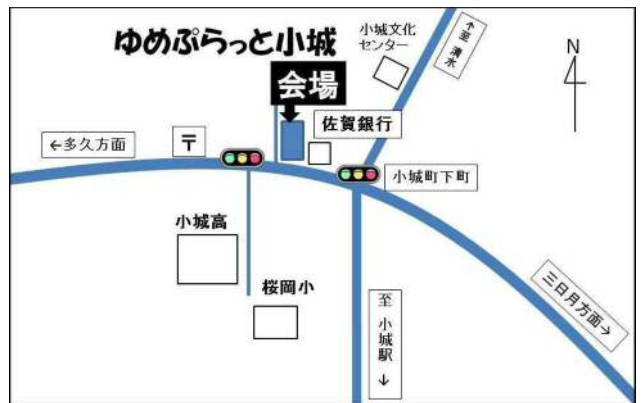 ゆめぷらっと小城
小城文化
センター
↑至 清水
N
会場
佐賀銀行
←多久方面
〒
小城町下町
小城高
桜岡小
至 小城駅 ↓
三日月方面→